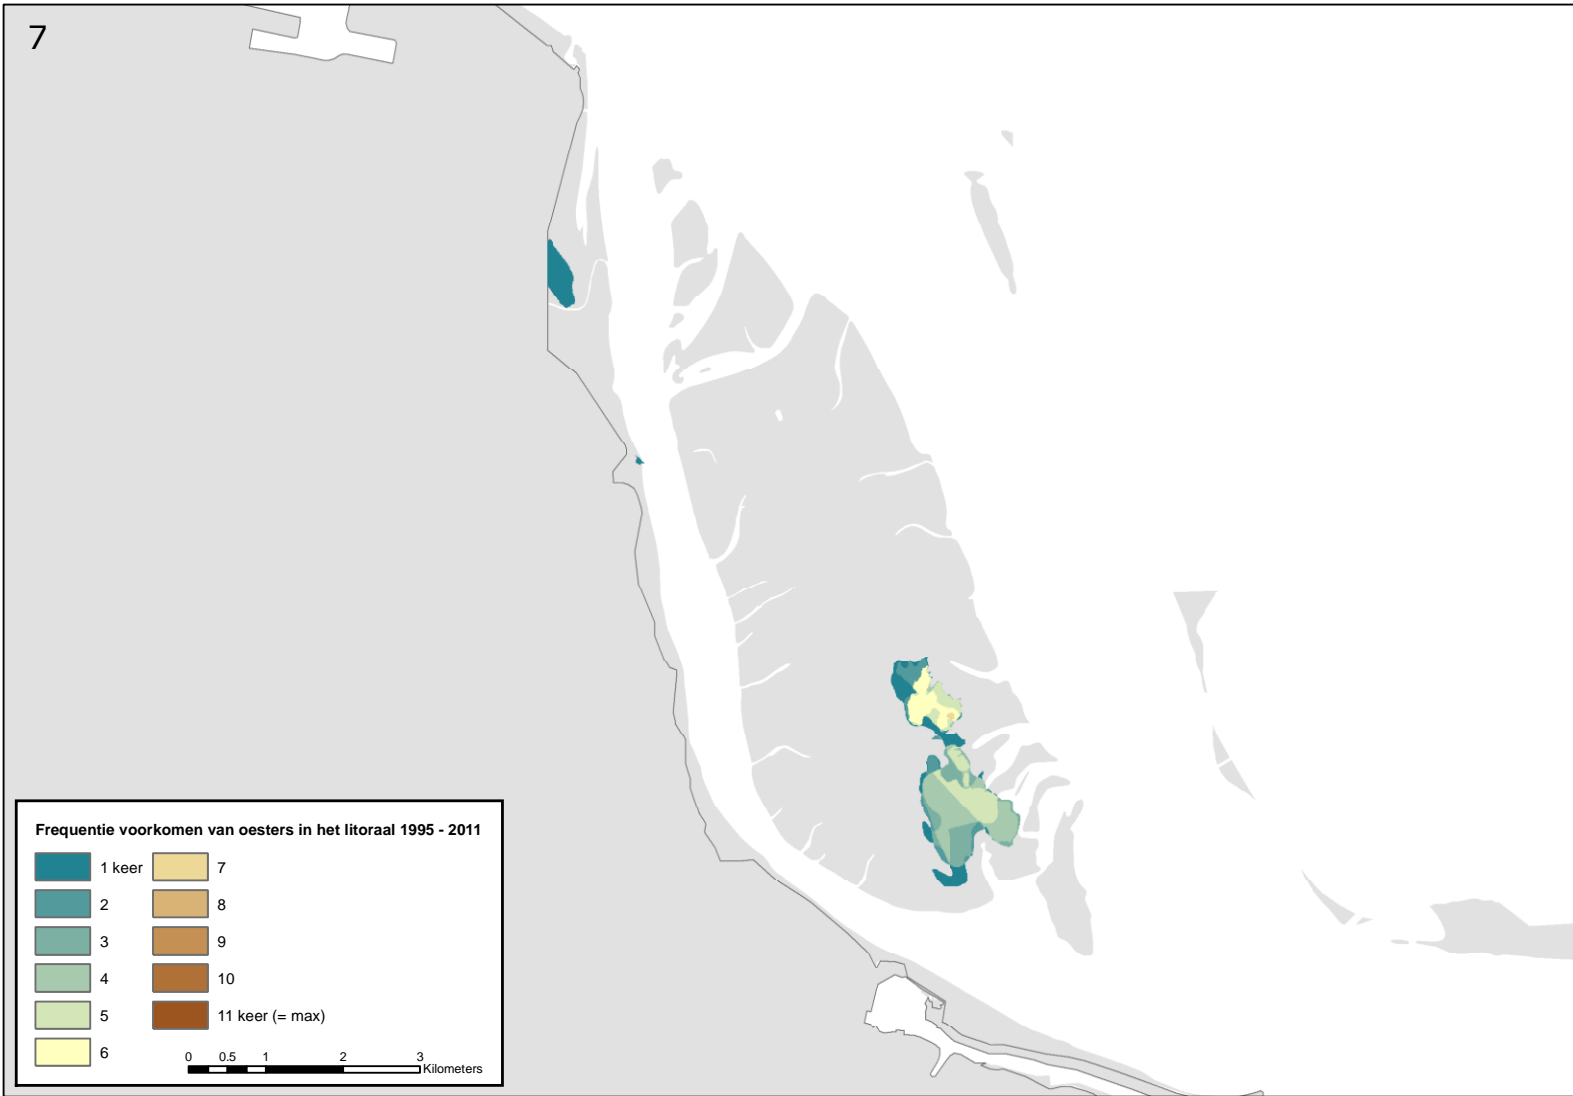 7
Frequentie voorkomen van oesters in het litoraal 1995 - 2011
1 keer
2
3
4
5
6
7
8
9
10
11 keer (= max)
0 0.5 1 2 3
Kilometers